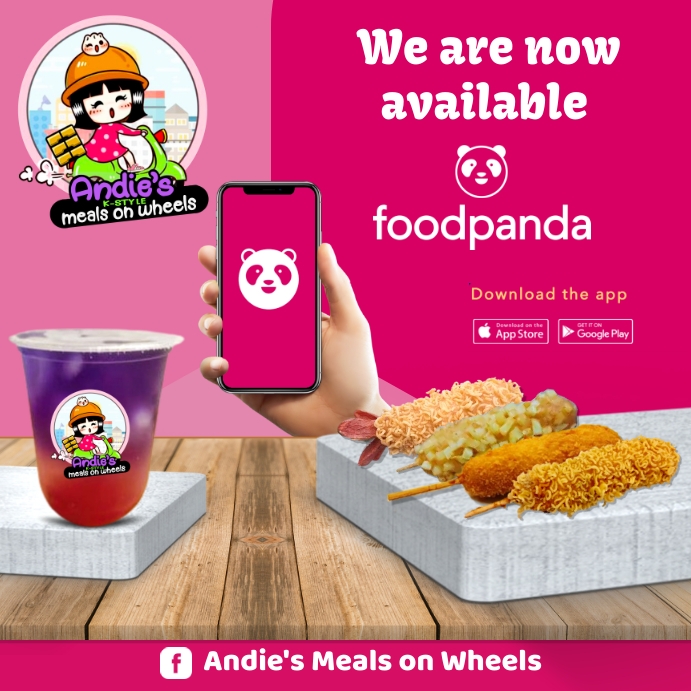 Andie's
K-STYLE
meals on wheels
We are now
available
foodpanda
Download the app
Download on the
App Store
GET IT ON
Google Play
Andie's
K-STYLE
meals on wheels
f Andie's Meals on Wheels